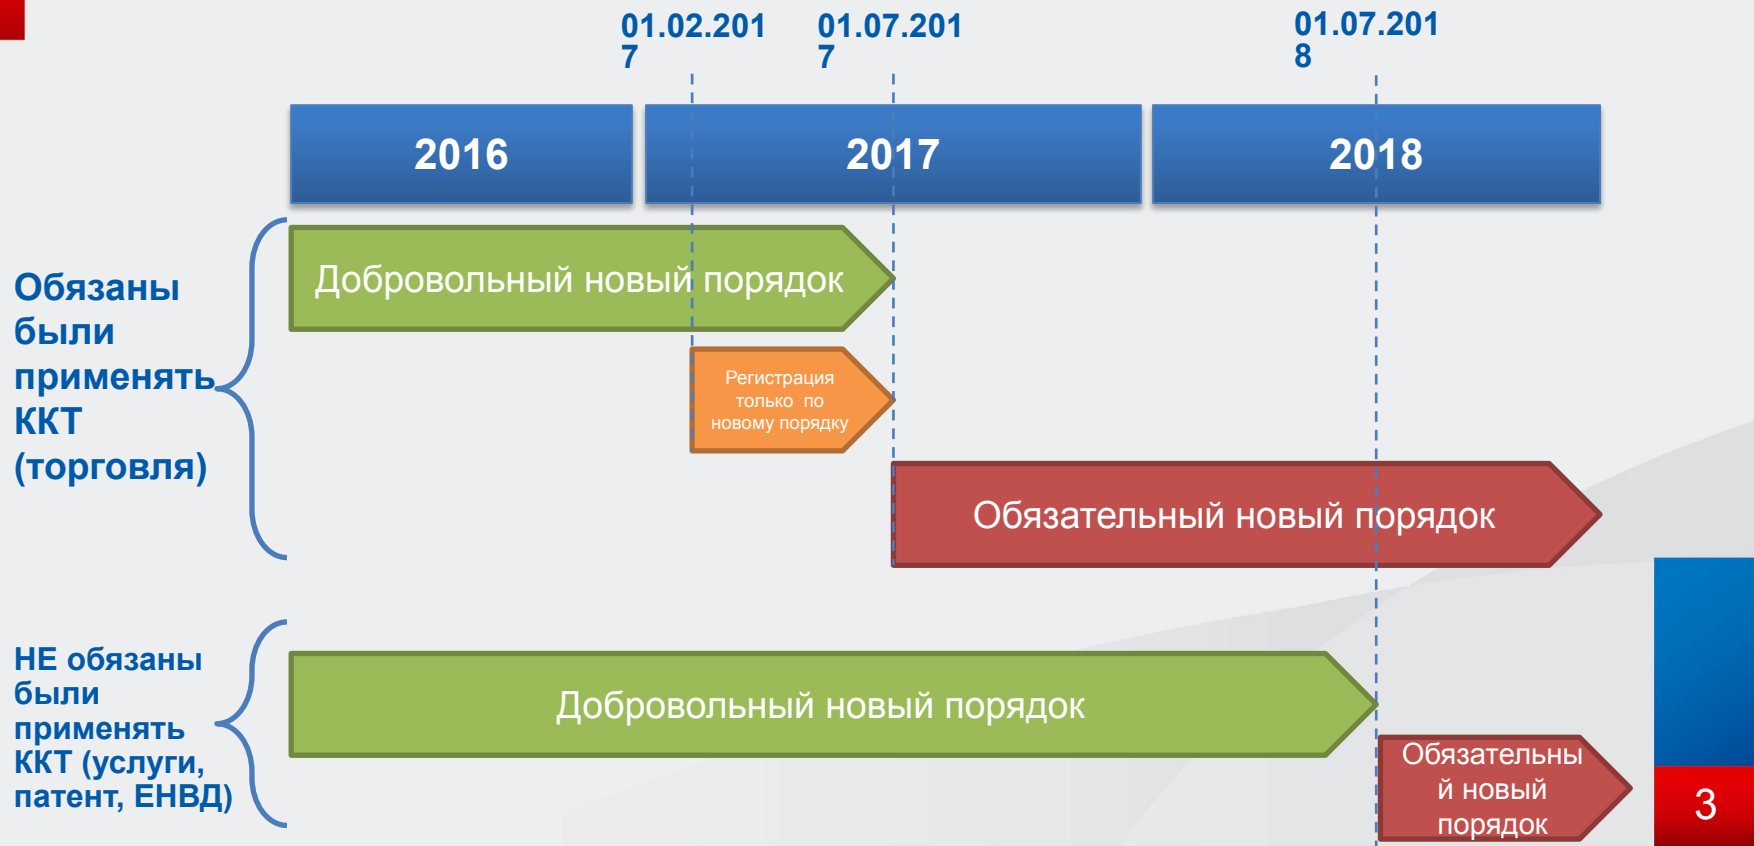 01.02.201
7
01.07.201
7
01.07.201
8
2016
2017
2018
Обязаны
были
применять
ККТ
(торговля)
Добровольный новый порядок
Регистрация
только по
новому порядку
Обязательный новый порядок
НЕ обязаны
были
применять
ККТ (услуги,
патент, ЕНВД)
Добровольный новый порядок
Обязательны
й новый
порядок
3